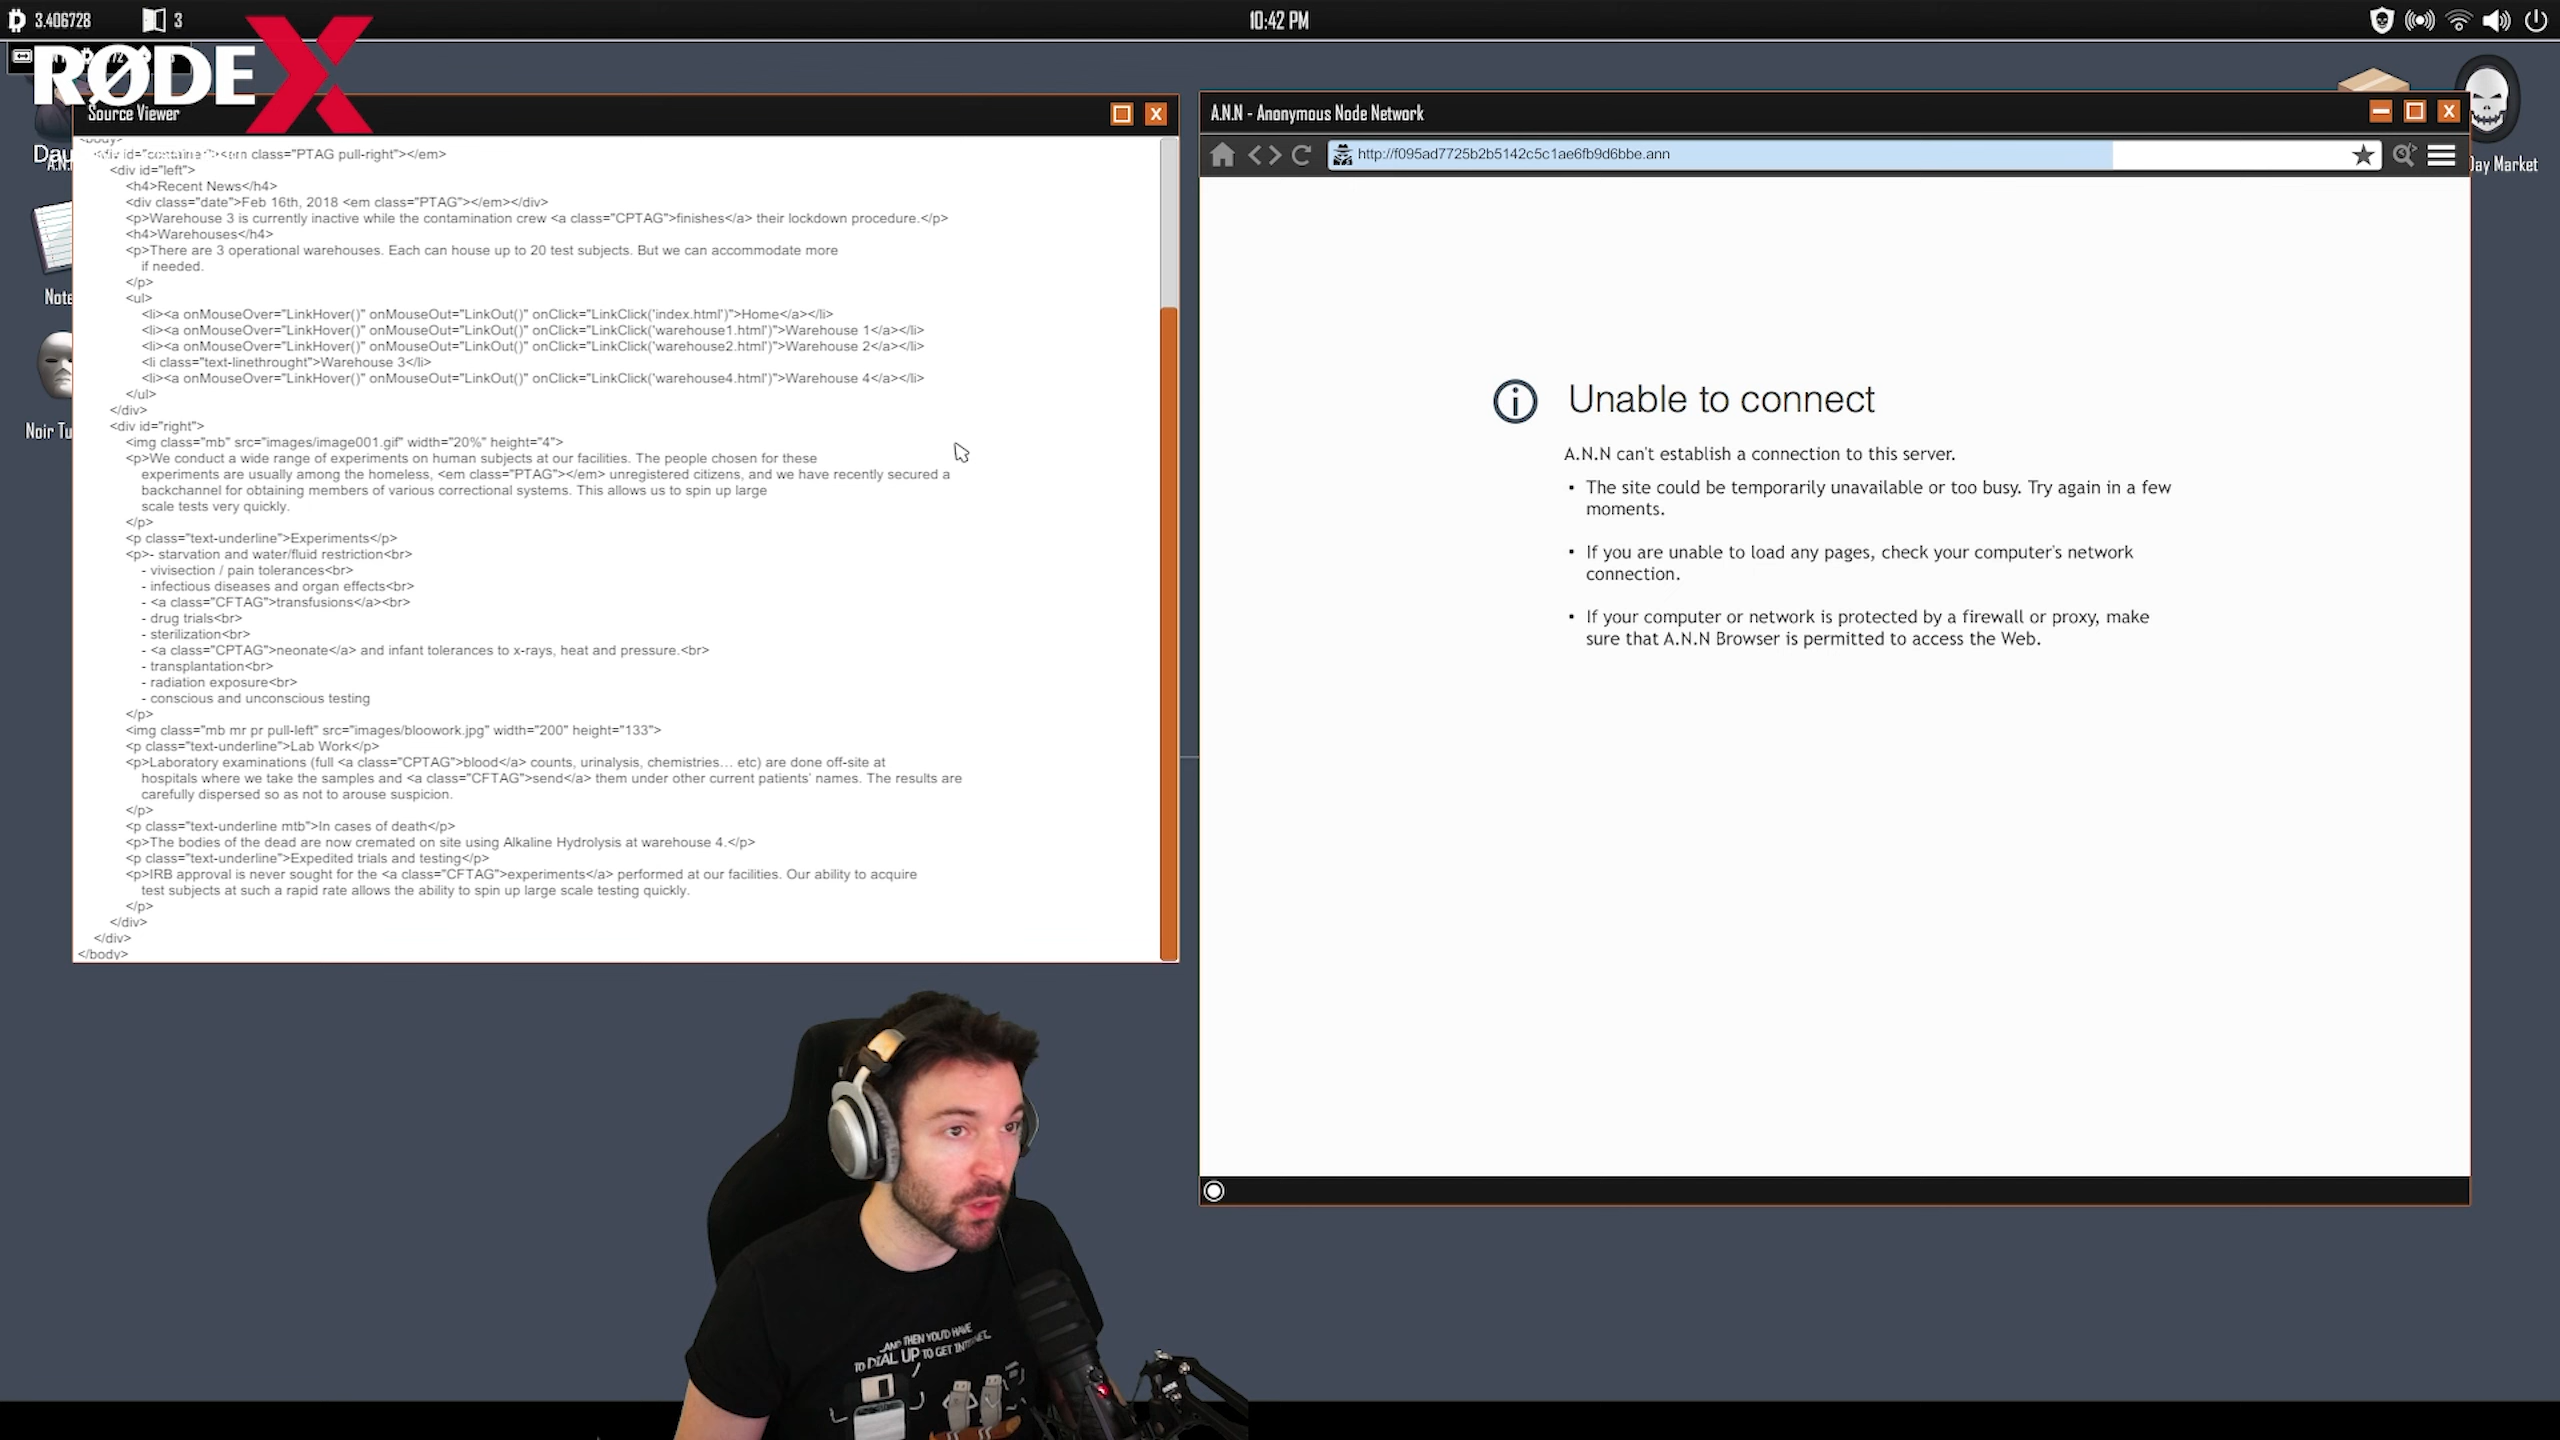 3.406728
3
10:42 PM
RØDE X
Source Viewer
A.N.N - Anonymous Node Network
http://f095ad7725b2b5142c5c1ae6fb9d6bbe.ann
Day Market
Note
Noir Tu
<body>
<div id="container"><em class="PTAG pull-right"></em>
<div id="left">
<h4>Recent News</h4>
<div class="date">Feb 16th, 2018 <em class="PTAG"></em></div>
<p>Warehouse 3 is currently inactive while the contamination crew <a class="CPTAG">finishes</a> their lockdown procedure.</p>
<h4>Warehouses</h4>
<p>There are 3 operational warehouses. Each can house up to 20 test subjects. But we can accommodate more
if needed.
</p>
<ul>
<li><a onMouseOver="LinkHover()" onMouseOut="LinkOut()" onClick="LinkClick('index.html')">Home</a></li>
<li><a onMouseOver="LinkHover()" onMouseOut="LinkOut()" onClick="LinkClick('warehouse1.html')">Warehouse 1</a></li>
<li><a onMouseOver="LinkHover()" onMouseOut="LinkOut()" onClick="LinkClick('warehouse2.html')">Warehouse 2</a></li>
<li class="text-linethrought">Warehouse 3</li>
<li><a onMouseOver="LinkHover()" onMouseOut="LinkOut()" onClick="LinkClick('warehouse4.html')">Warehouse 4</a></li>
</ul>
</div>
<div id="right">
<img class="mb" src="images/image001.gif" width="20%" height="4">
<p>We conduct a wide range of experiments on human subjects at our facilities. The people chosen for these
experiments are usually among the homeless, <em class="PTAG"></em> unregistered citizens, and we have recently secured a
backchannel for obtaining members of various correctional systems. This allows us to spin up large
scale tests very quickly.
</p>
<p class="text-underline">Experiments</p>
<p>- starvation and water/fluid restriction<br>
- vivisection / pain tolerances<br>
- infectious diseases and organ effects<br>
- <a class="CFTAG">transfusions</a><br>
- drug trials<br>
- sterilization<br>
- <a class="CPTAG">neonate</a> and infant tolerances to x-rays, heat and pressure.<br>
- transplantation<br>
- radiation exposure<br>
- conscious and unconscious testing
</p>
<img class="mb mr pr pull-left" src="images/bloowork.jpg" width="200" height="133">
<p class="text-underline">Lab Work</p>
<p>Laboratory examinations (full <a class="CPTAG">blood</a> counts, urinalysis, chemistries… etc) are done off-site at
hospitals where we take the samples and <a class="CFTAG">send</a> them under other current patients' names. The results are
carefully dispersed so as not to arouse suspicion.
</p>
<p class="text-underline mtb">In cases of death</p>
<p>The bodies of the dead are now cremated on site using Alkaline Hydrolysis at warehouse 4.</p>
<p class="text-underline">Expedited trials and testing</p>
<p>IRB approval is never sought for the <a class="CFTAG">experiments</a> performed at our facilities. Our ability to acquire
test subjects at such a rapid rate allows the ability to spin up large scale testing quickly.
</p>
</div>
</div>
</body>
Unable to connect
A.N.N can't establish a connection to this server.
• The site could be temporarily unavailable or too busy. Try again in a few
moments.
• If you are unable to load any pages, check your computer's network
connection.
• If your computer or network is protected by a firewall or proxy, make
sure that A.N.N Browser is permitted to access the Web.
...AND THEN YOU'D HAVE
TO DIAL UP TO GET